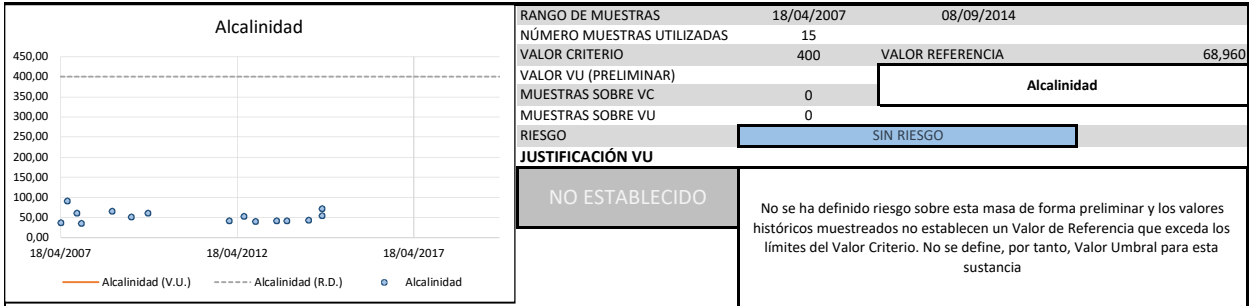 Alcalinidad
450,00
400,00
350,00
300,00
250,00
200,00
150,00
100,00
50,00
0,00
18/04/2007 18/04/2012 18/04/2017
Alcalinidad (V.U.) Alcalinidad (R.D.) Alcalinidad
RANGO DE MUESTRAS 18/04/2007 08/09/2014
NÚMERO MUESTRAS UTILIZADAS 15
VALOR CRITERIO 400 VALOR REFERENCIA 68,960
VALOR VU (PRELIMINAR)
Alcalinidad
MUESTRAS SOBRE VC 0
MUESTRAS SOBRE VU 0
RIESGO SIN RIESGO
JUSTIFICACIÓN VU
NO ESTABLECIDO
No se ha definido riesgo sobre esta masa de forma preliminar y los valores
históricos muestreados no establecen un Valor de Referencia que exceda los
límites del Valor Criterio. No se define, por tanto, Valor Umbral para esta
sustancia